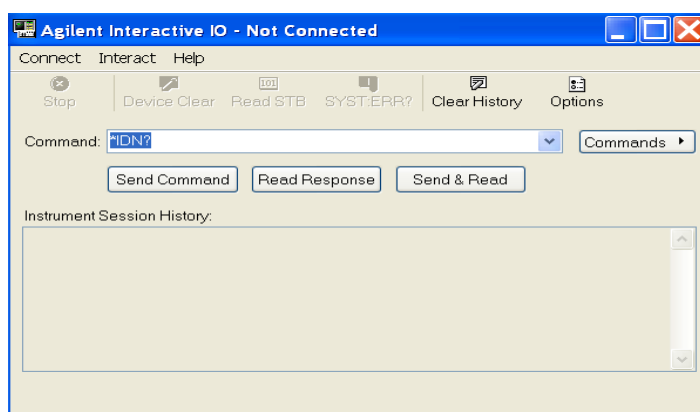 Agilent Interactive IO - Not Connected
Connect Interact Help
101
Stop Device Clear Read STB SYST:ERR? Clear History Options
Command: *IDN? Commands
Send Command Read Response Send & Read
Instrument Session History: